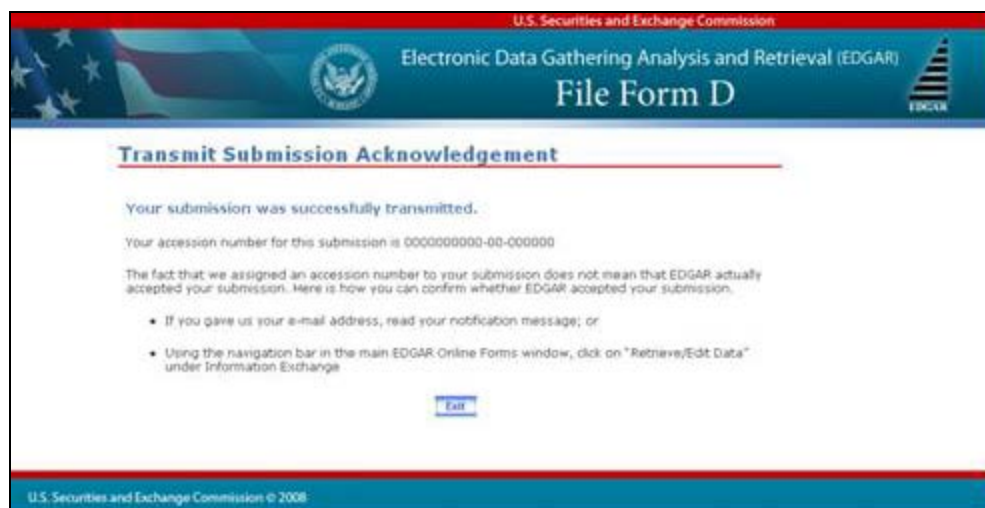 U.S. Securities and Exchange Commission
Electronic Data Gathering Analysis and Retrieval (EDGAR)
File Form D
EDGAR
Transmit Submission Acknowledgement
Your submission was successfully transmitted.
Your accession number for this submission is 0000000000-00-000000
The fact that we assigned an accession number to your submission does not mean that EDGAR actually
accepted your submission. Here is how you can confirm whether EDGAR accepted your submission.
• If you gave us your e-mail address, read your notification message; or
• Using the navigation bar in the main EDGAR Online Forms window, click on "Retrieve/Edit Data"
under Information Exchange
Exit
U.S. Securities and Exchange Commission © 2008